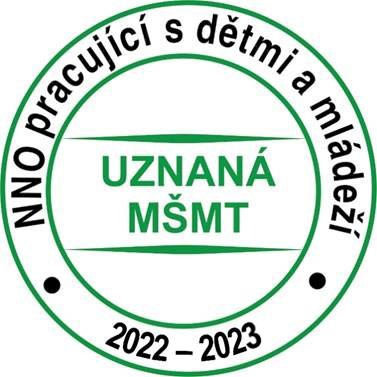 NNO pracující s dětmi a mládeží
UZNANÁ
MŠMT
2022 – 2023